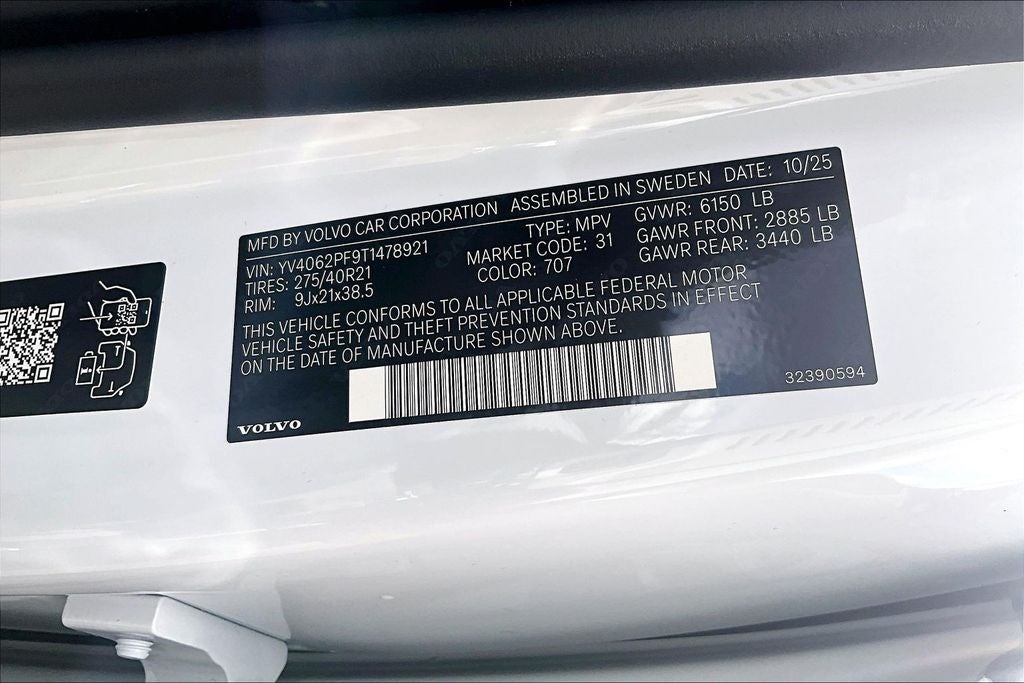 MFD BY VOLVO CAR CORPORATION ASSEMBLED IN SWEDEN DATE: 10/25
VIN: YV4062PF9T1478921 TYPE: MPV GVWR: 6150 LB
TIRES: 275/40R21 MARKET CODE: 31 GAWR FRONT: 2885 LB
RIM: 9Jx21x38.5 COLOR: 707 GAWR REAR: 3440 LB
THIS VEHICLE CONFORMS TO ALL APPLICABLE FEDERAL MOTOR
VEHICLE SAFETY AND THEFT PREVENTION STANDARDS IN EFFECT
ON THE DATE OF MANUFACTURE SHOWN ABOVE.
32390594
VOLVO